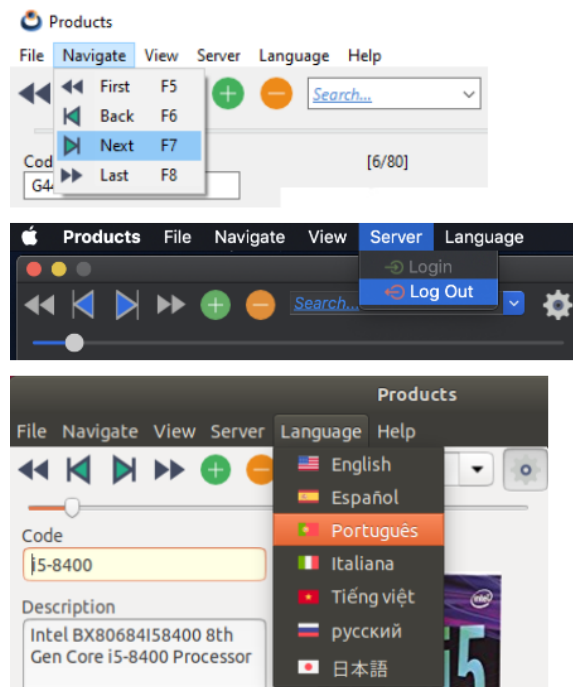 Products
File Navigate View Server Language Help
First F5
Search...
Back F6
Next F7
Code
[6/80]
Last F8
G44
Products File Navigate View Server Language
Login
Log Out
Search...
Products
File Navigate View Server Language Help
English
Español
Português
Italiana
Tiếng việt
русский
日本語
Code
i5-8400
Description
Intel BX80684I58400 8th
Gen Core i5-8400 Processor
intel
i5